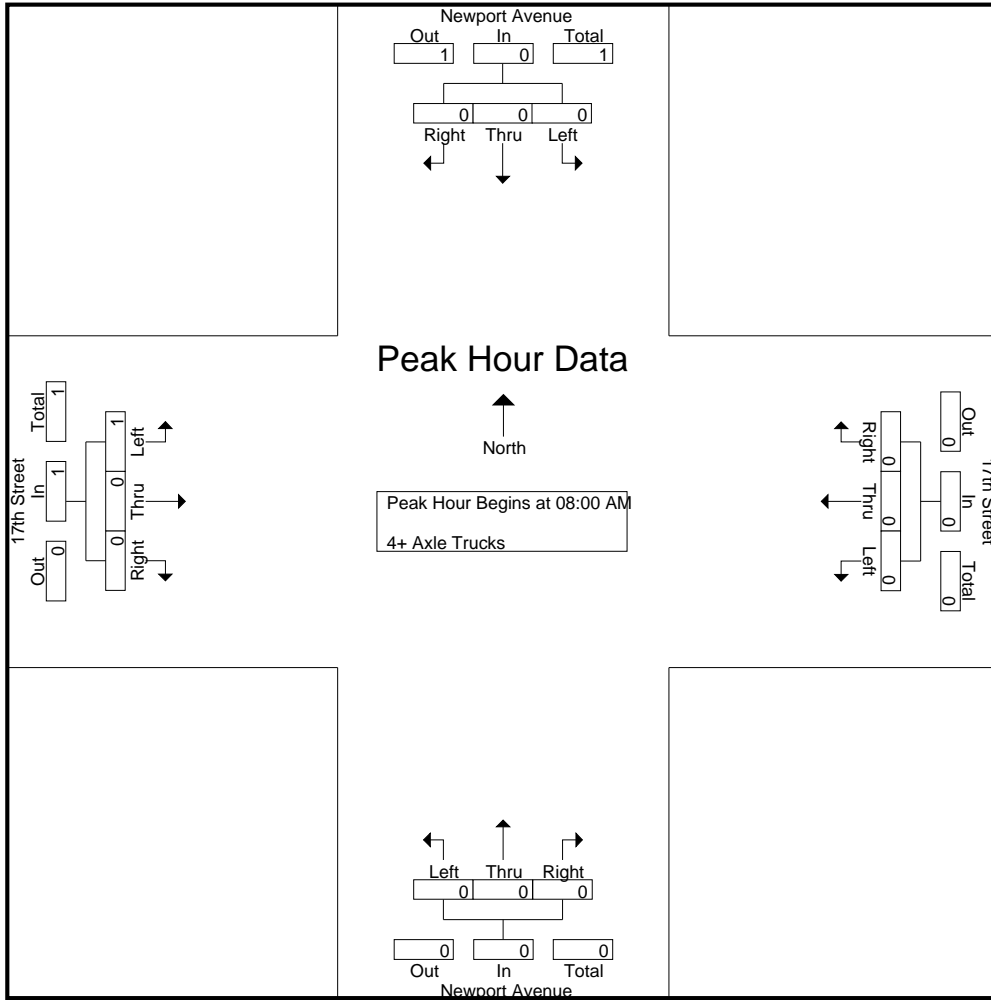 Newport Avenue
Out In Total
1 0 1
0 0 0
Right Thru Left
Peak Hour Data
North
Peak Hour Begins at 08:00 AM
4+ Axle Trucks
17th Street
Out In Total
0 1 1
Right Thru Left
0 0 1
17th Street
Out In Total
0 0 0
Right Thru Left
0 0 0
Left Thru Right
0 0 0
0 0 0
Out In Total
Newport Avenue